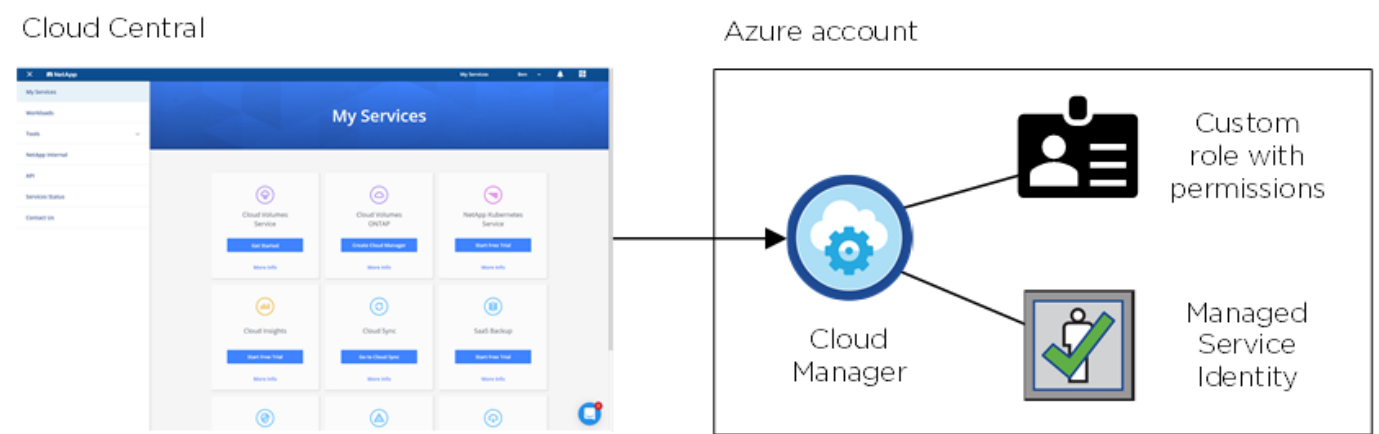 Cloud Central
Azure account
NetApp
My Services
Ben
My Services
Workloads
Tools
NetApp Internal
API
Services Status
Contact Us
My Services
Cloud Volumes
Service
Get Started
More Info
Cloud Volumes
ONTAP
Create Cloud Manager
More Info
NetApp Kubernetes
Service
Start Free Trial
More Info
Cloud Insights
Start Free Trial
More Info
Cloud Sync
Go to Cloud Sync
More Info
SaaS Backup
Start Free Trial
More Info
Cloud
Manager
Custom
role with
permissions
Managed
Service
Identity